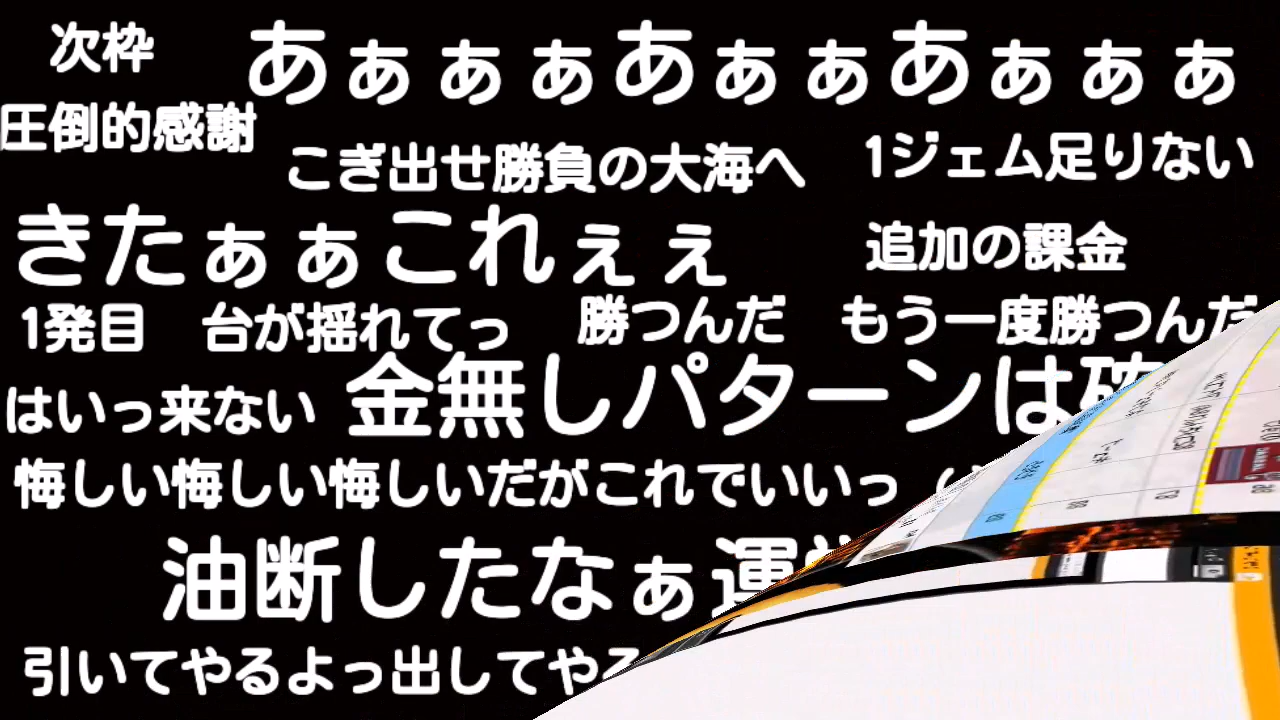 次枠
あぁぁぁあぁぁあぁぁぁ
圧倒的感謝
こぎ出せ勝負の大海へ
1ジェム足りない
きたぁぁこれぇぇ
追加の課金
1発目 台が揺れてっ
勝つんだ もう一度勝つんだ
はいっ来ない
金無しパターンは確
悔しい悔しい悔しいだがこれでいいっ
油断したなぁ運営
引いてやるよっ出してやる